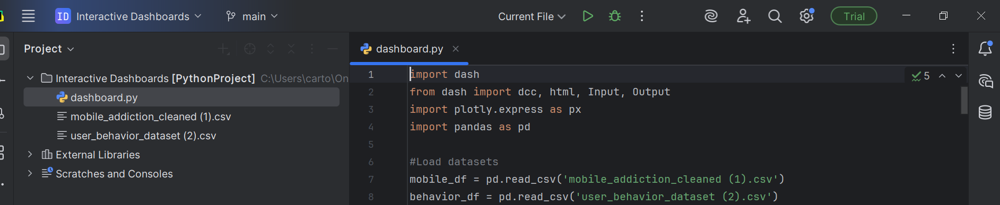 ID Interactive Dashboards main Current File Trial
Project
Interactive Dashboards [PythonProject] C:\Users\carto\On
dashboard.py
mobile_addiction_cleaned (1).csv
user_behavior_dataset (2).csv
External Libraries
Scratches and Consoles
dashboard.py
1 import dash
5
2 from dash import dcc, html, Input, Output
3 import plotly.express as px
4 import pandas as pd
5
6 #Load datasets
7 mobile_df = pd.read_csv('mobile_addiction_cleaned (1).csv')
8 behavior_df = pd.read_csv('user_behavior_dataset (2).csv')